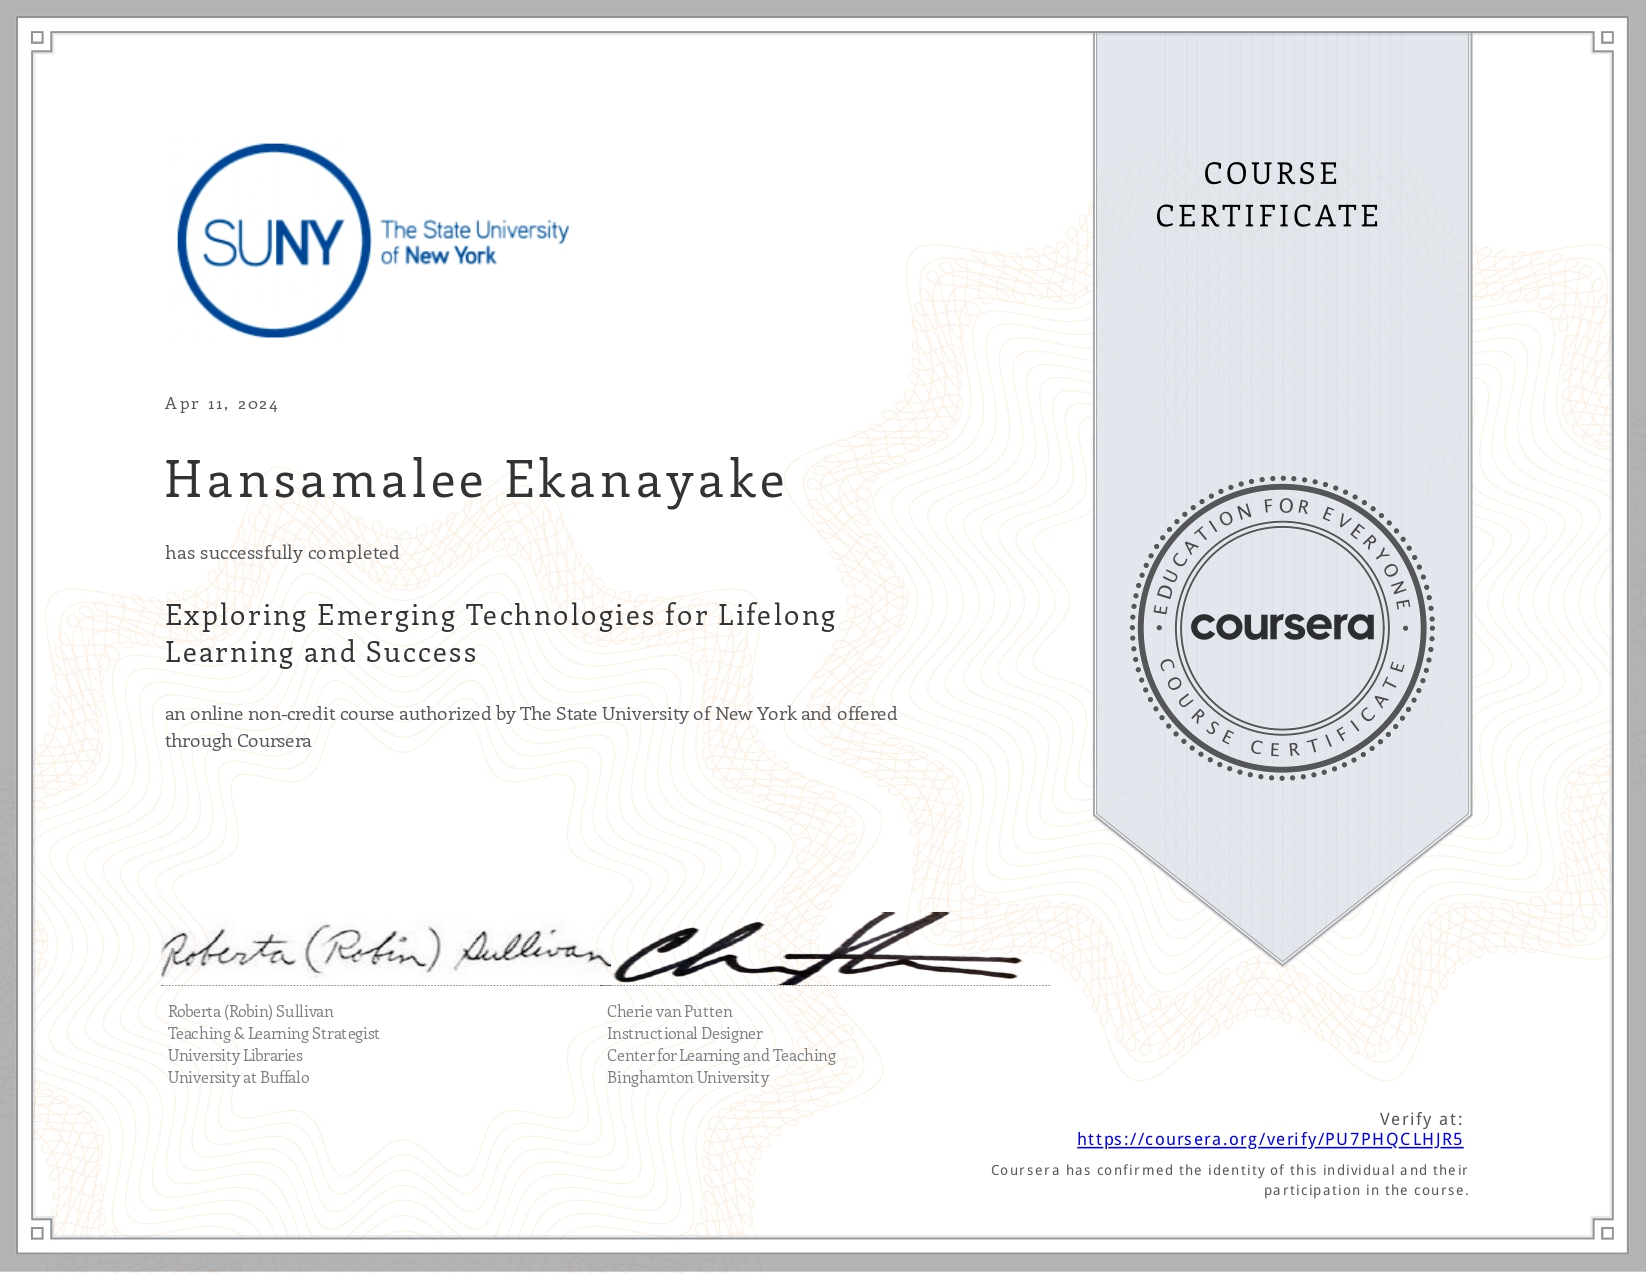 SUNY
The State University
of New York
COURSE
CERTIFICATE
Apr 11, 2024
Hansamalee Ekanayake
has successfully completed
Exploring Emerging Technologies for Lifelong
Learning and Success
an online non-credit course authorized by The State University of New York and offered
through Coursera
EDUCATION FOR EVERYONE
coursera
COURSE CERTIFICATE
Roberta (Robin) Sullivan
Roberta (Robin) Sullivan
Teaching & Learning Strategist
University Libraries
University at Buffalo
Cherie van Putten
Instructional Designer
Center for Learning and Teaching
Binghamton University
Verify at:
https://coursera.org/verify/PU7PHQCLHJR5
Coursera has confirmed the identity of this individual and their
participation in the course.